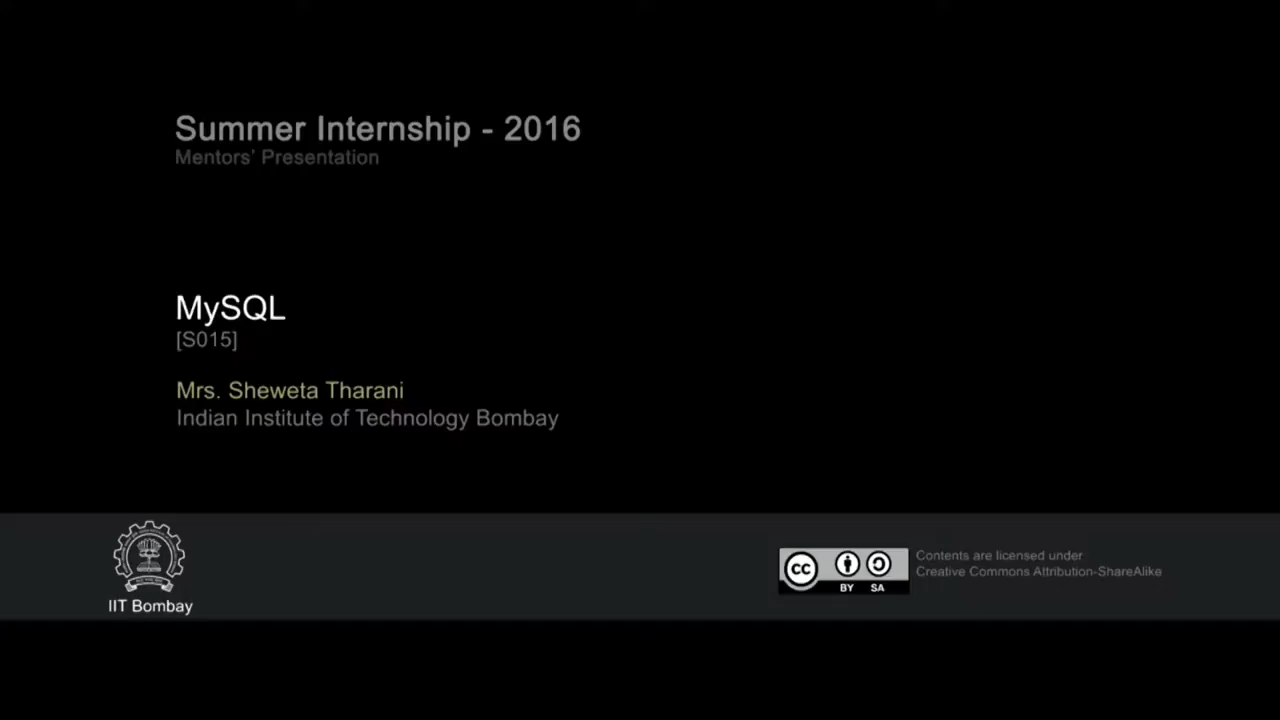 Summer Internship - 2016
Mentors' Presentation
MySQL
[S015]
Mrs. Sheweta Tharani
Indian Institute of Technology Bombay
IIT Bombay
cc
BY SA
Contents are licensed under
Creative Commons Attribution-ShareAlike